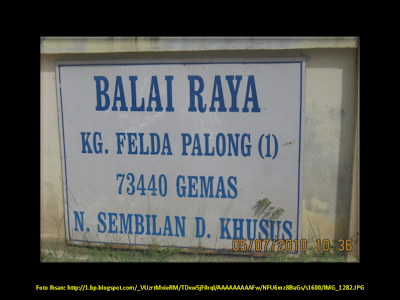 BALAI RAYA
KG. FELDA PALONG (1)
73440 GEMAS
N. SEMBILAN D. KHUSUS
05/07/2010 10:36